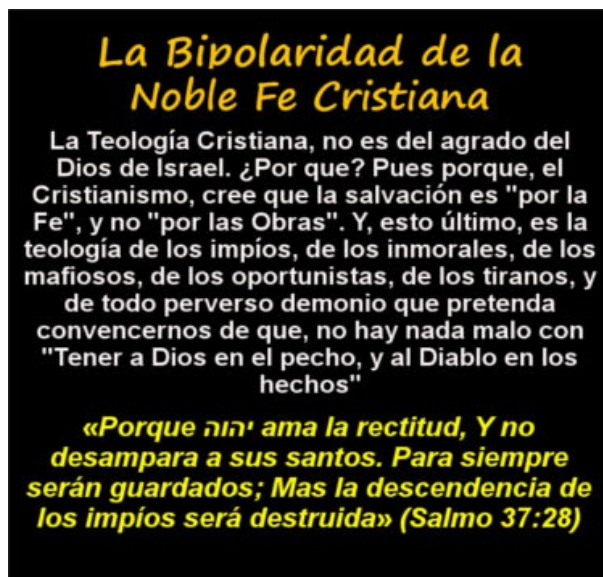 La Bipolaridad de la
Noble Fe Cristiana
La Teología Cristiana, no es del agrado del
Dios de Israel. ¿Por que? Pues porque, el
Cristianismo, cree que la salvación es "por la
Fe", y no "por las Obras". Y, esto último, es la
teología de los impíos, de los inmorales, de los
mafiosos, de los oportunistas, de los tiranos, y
de todo perverso demonio que pretenda
convencernos de que, no hay nada malo con
"Tener a Dios en el pecho, y al Diablo en los
hechos"
«Porque יהוה ama la rectitud, Y no
desampara a sus santos. Para siempre
serán guardados; Mas la descendencia de
los impíos será destruida» (Salmo 37:28)